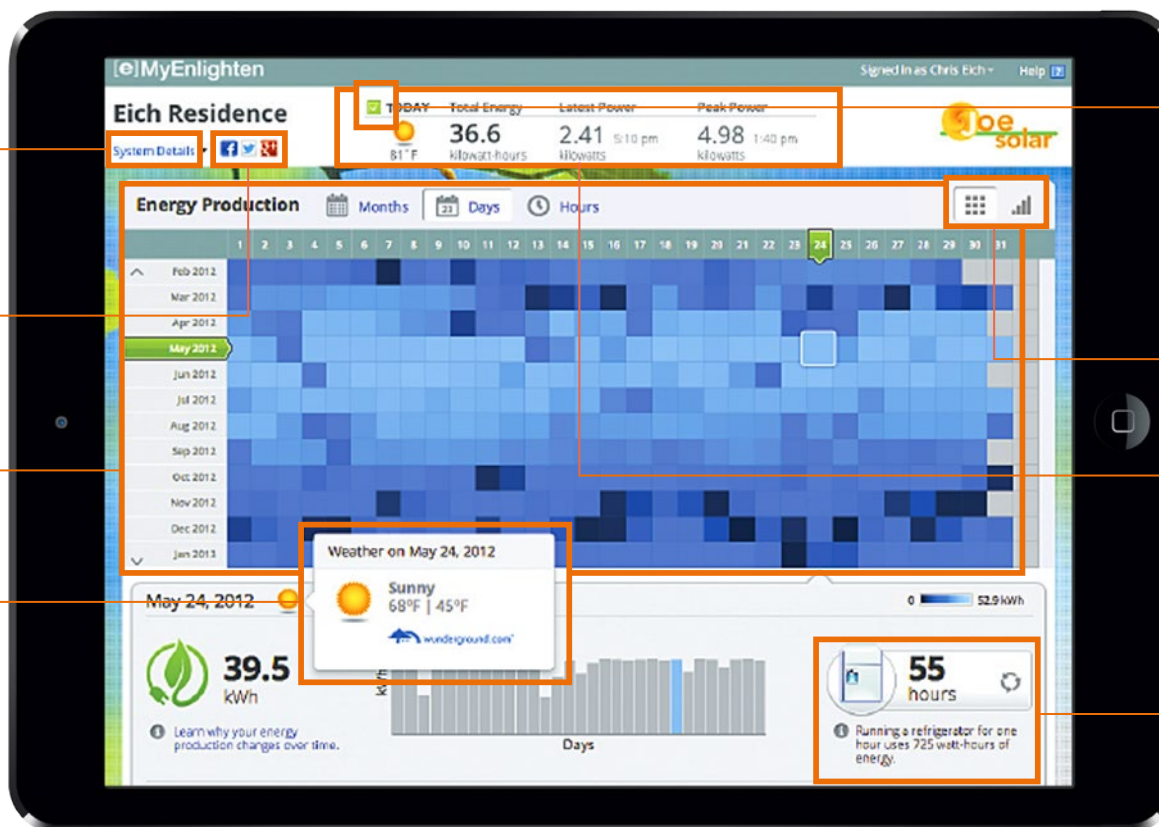 [e]MyEnlighten
Signed in as Chris Eich
Help ?
Eich Residence
System Details
TODAY Total Energy Latest Power Peak Power
36.6 2.41 5:10 pm 4.98 1:40 pm
81°F kilowatt-hours kilowatts kilowatts
Joe
solar
Energy Production Months 23 Days Hours
1 2 3 4 5 6 7 8 9 10 11 12 13 14 15 16 17 18 19 20 21 22 23 24 25 26 27 28 29 30 31
Feb 2012
Mar 2012
Apr 2012
May 2012
Jun 2012
Jul 2012
Aug 2012
Sep 2012
Oct 2012
Nov 2012
Dec 2012
Jan 2013
Weather on May 24, 2012
Sunny
68°F | 45°F
wunderground.com
May 24, 2012
0 52.9 kWh
39.5
kWh
Learn why your energy
production changes over time.
kWh
Days
55
hours
Running a refrigerator for one
hour uses 725 watt-hours of
energy.